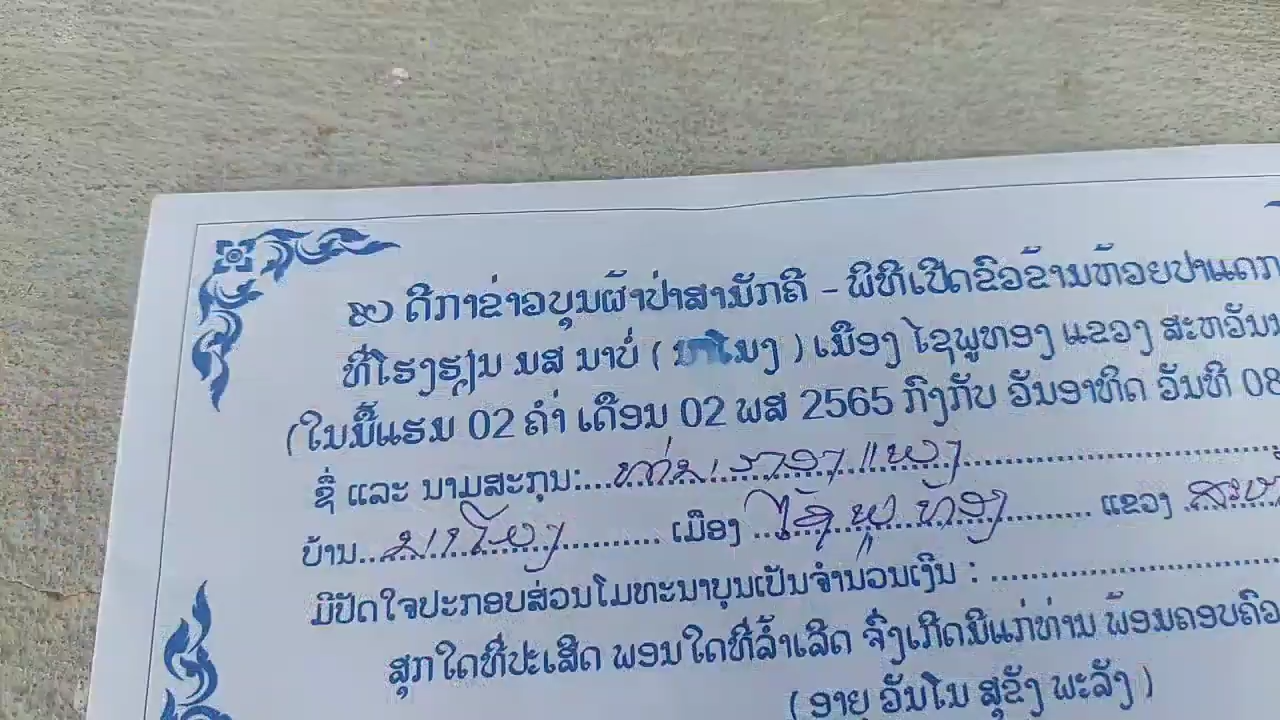 ໃບ ດີກາຂ່າວບຸນຜ້າປ່າສາມັກຄີ - ພິທີເປີດຂົວຂ້າມຫ້ວຍປາແດກ
ທີ່ໂຮງຮຽນ ມສ ນາບໍ່ ( ນາໂນງ ) ເມືອງ ໄຊພູທອງ ແຂວງ ສະຫວັນ
(ໃນມື້ແຮມ 02 ຄ່ຳ ເດືອນ 02 ພສ 2565 ກົງກັບ ວັນອາທິດ ວັນທີ 08
ຊື່ ແລະ ນາມສະກຸນ:
ບ້ານ ເມືອງ ໄຊພູທອງ ແຂວງ
ມີປັດໃຈປະກອບສ່ວນໂມທະນາບຸນເປັນຈຳນວນເງິນ :
ສຸກໃດທີ່ປະເສີດ ພອນໃດທີ່ລ້ຳເລີດ ຈົ່ງເກີດມີແກ່ທ່ານ ພ້ອມຄອບຄົວ
( ອາຍຸ ວັນໂນ ສຸຂັງ ພະລັງ )